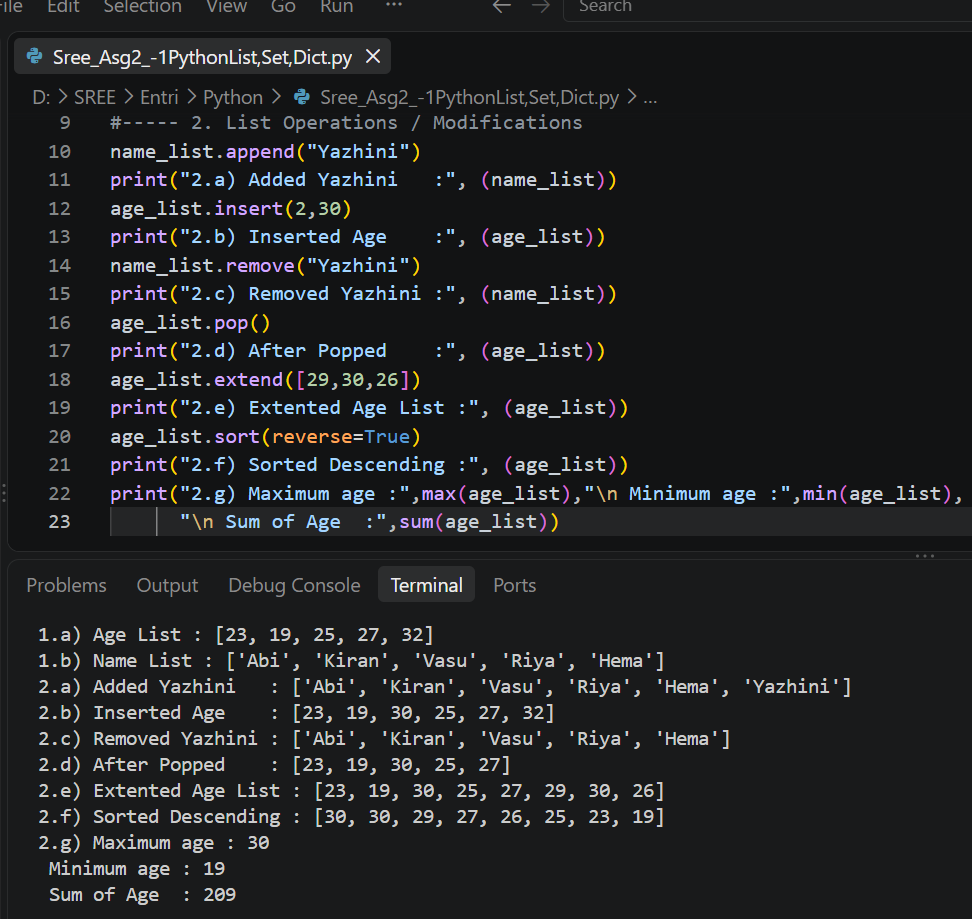 File Edit Selection View Go Run ··· ← → Search
Sree_Asg2_-1PythonList,Set,Dict.py ×
D: > SREE > Entri > Python > Sree_Asg2_-1PythonList,Set,Dict.py > ...
9 #----- 2. List Operations / Modifications
10 name_list.append("Yazhini")
11 print("2.a) Added Yazhini   :", (name_list))
12 age_list.insert(2,30)
13 print("2.b) Inserted Age    :", (age_list))
14 name_list.remove("Yazhini")
15 print("2.c) Removed Yazhini :", (name_list))
16 age_list.pop()
17 print("2.d) After Popped    :", (age_list))
18 age_list.extend([29,30,26])
19 print("2.e) Extented Age List :", (age_list))
20 age_list.sort(reverse=True)
21 print("2.f) Sorted Descending :", (age_list))
22 print("2.g) Maximum age :",max(age_list),"\n Minimum age :",min(age_list),
23 "\n Sum of Age  :",sum(age_list))
Problems Output Debug Console Terminal Ports
1.a) Age List : [23, 19, 25, 27, 32]
1.b) Name List : ['Abi', 'Kiran', 'Vasu', 'Riya', 'Hema']
2.a) Added Yazhini   : ['Abi', 'Kiran', 'Vasu', 'Riya', 'Hema', 'Yazhini']
2.b) Inserted Age    : [23, 19, 30, 25, 27, 32]
2.c) Removed Yazhini : ['Abi', 'Kiran', 'Vasu', 'Riya', 'Hema']
2.d) After Popped    : [23, 19, 30, 25, 27]
2.e) Extented Age List : [23, 19, 30, 25, 27, 29, 30, 26]
2.f) Sorted Descending : [30, 30, 29, 27, 26, 25, 23, 19]
2.g) Maximum age : 30
Minimum age : 19
Sum of Age  : 209